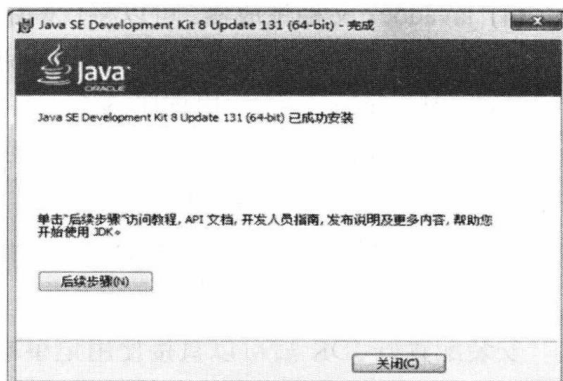 Java SE Development Kit 8 Update 131 (64-bit) - 完成
Java
ORACLE
Java SE Development Kit 8 Update 131 (64-bit) 已成功安装
单击"后续步骤"访问教程, API 文档, 开发人员指南, 发布说明及更多内容, 帮助您
开始使用 JDK。
后续步骤(N)
关闭(C)